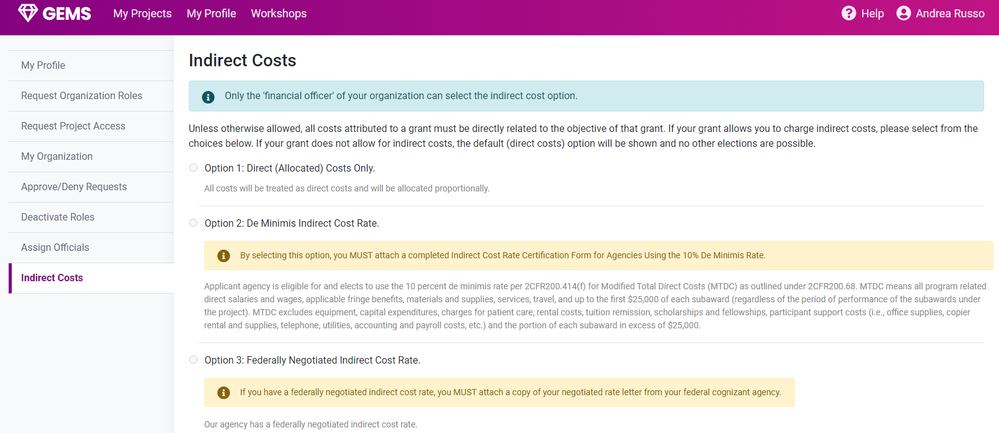 GEMS My Projects My Profile Workshops Help Andrea Russo
My Profile
Request Organization Roles
Request Project Access
My Organization
Approve/Deny Requests
Deactivate Roles
Assign Officials
Indirect Costs
Indirect Costs
Only the 'financial officer' of your organization can select the indirect cost option.
Unless otherwise allowed, all costs attributed to a grant must be directly related to the objective of that grant. If your grant allows you to charge indirect costs, please select from the
choices below. If your grant does not allow for indirect costs, the default (direct costs) option will be shown and no other elections are possible.
Option 1: Direct (Allocated) Costs Only.
All costs will be treated as direct costs and will be allocated proportionally.
Option 2: De Minimis Indirect Cost Rate.
By selecting this option, you MUST attach a completed Indirect Cost Rate Certification Form for Agencies Using the 10% De Minimis Rate.
Applicant agency is eligible for and elects to use the 10 percent de minimis rate per 2CFR200.414(f) for Modified Total Direct Costs (MTDC) as outlined under 2CFR200.68. MTDC means all program related
direct salaries and wages, applicable fringe benefits, materials and supplies, services, travel, and up to the first $25,000 of each subaward (regardless of the period of performance of the subawards under
the project). MTDC excludes equipment, capital expenditures, charges for patient care, rental costs, tuition remission, scholarships and fellowships, participant support costs (i.e., office supplies, copier
rental and supplies, telephone, utilities, accounting and payroll costs, etc.) and the portion of each subaward in excess of $25,000.
Option 3: Federally Negotiated Indirect Cost Rate.
If you have a federally negotiated indirect cost rate, you MUST attach a copy of your negotiated rate letter from your federal cognizant agency.
Our agency has a federally negotiated indirect cost rate.